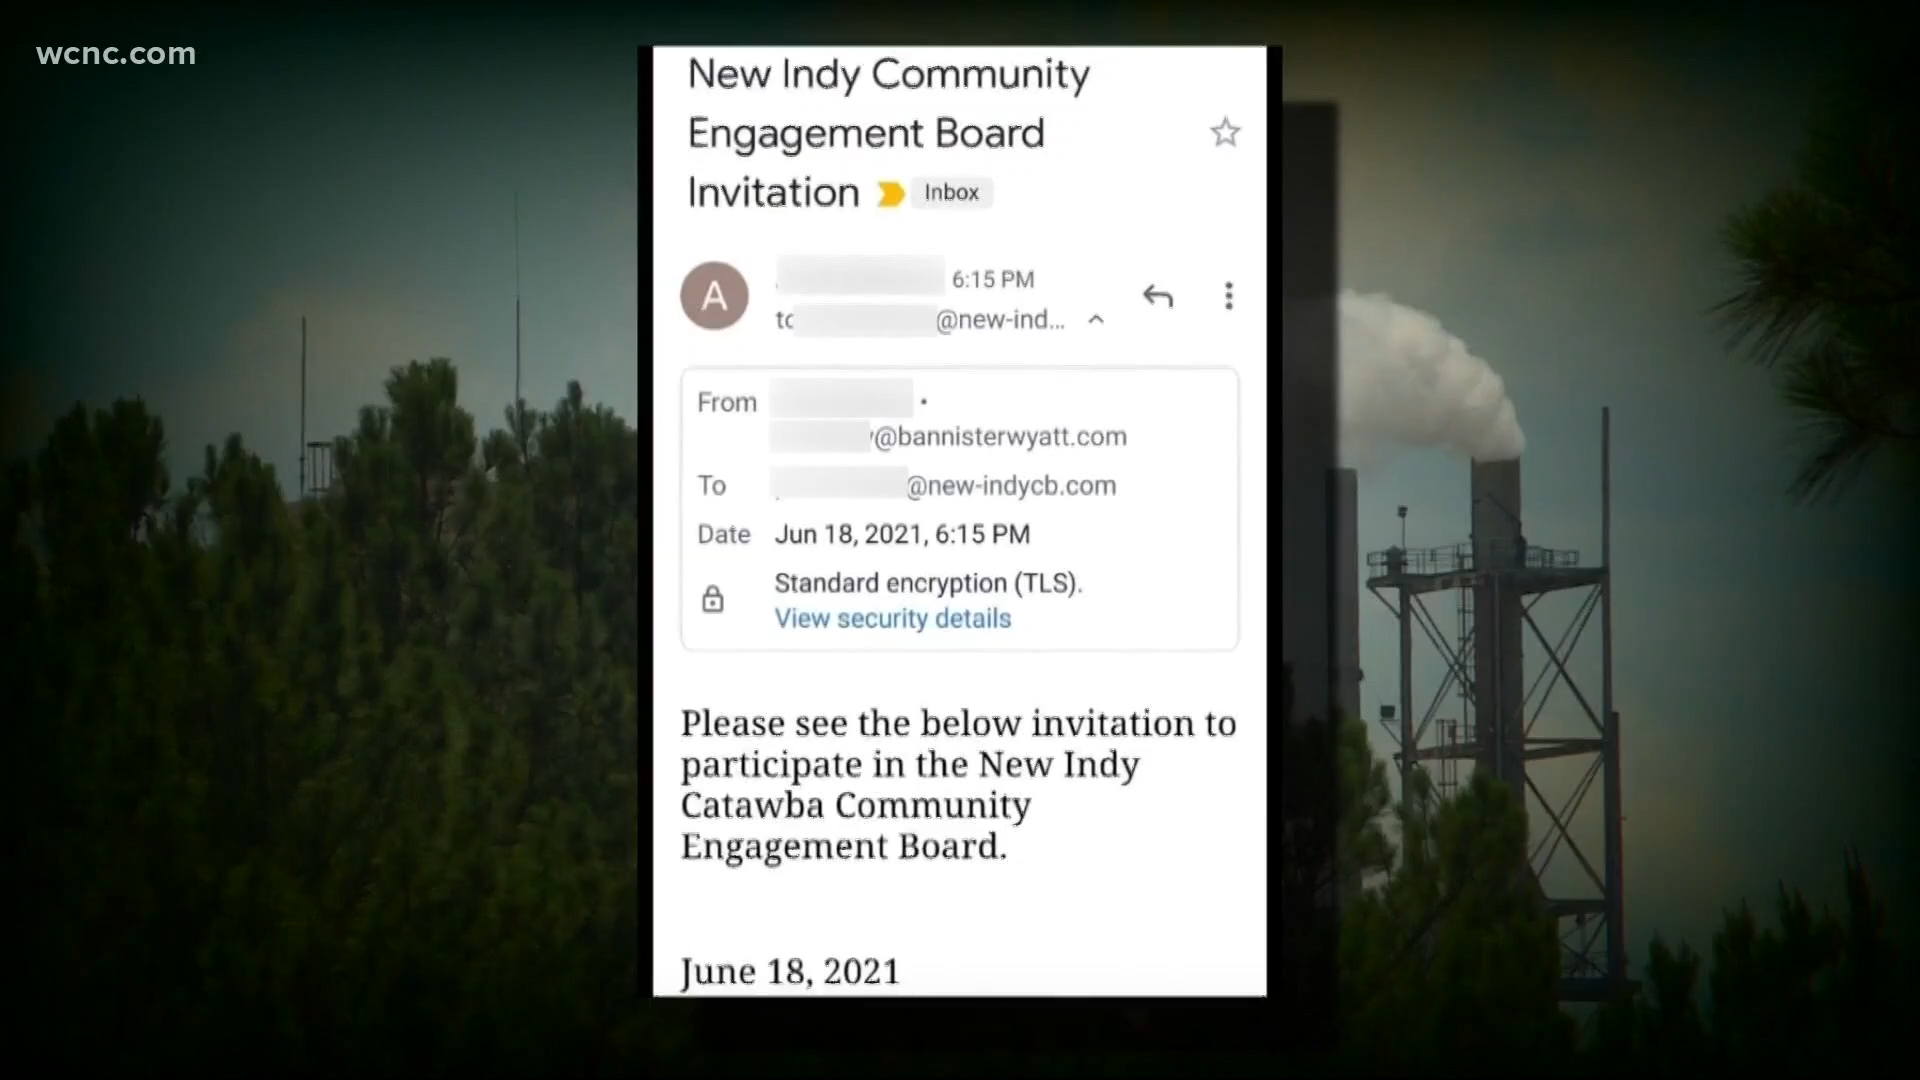 wcnc.com
New Indy Community
Engagement Board
Invitation Inbox
A
6:15 PM
to @new-ind...
From
@bannisterwyatt.com
To @new-indycb.com
Date Jun 18, 2021, 6:15 PM
Standard encryption (TLS).
View security details
Please see the below invitation to
participate in the New Indy
Catawba Community
Engagement Board.
June 18, 2021